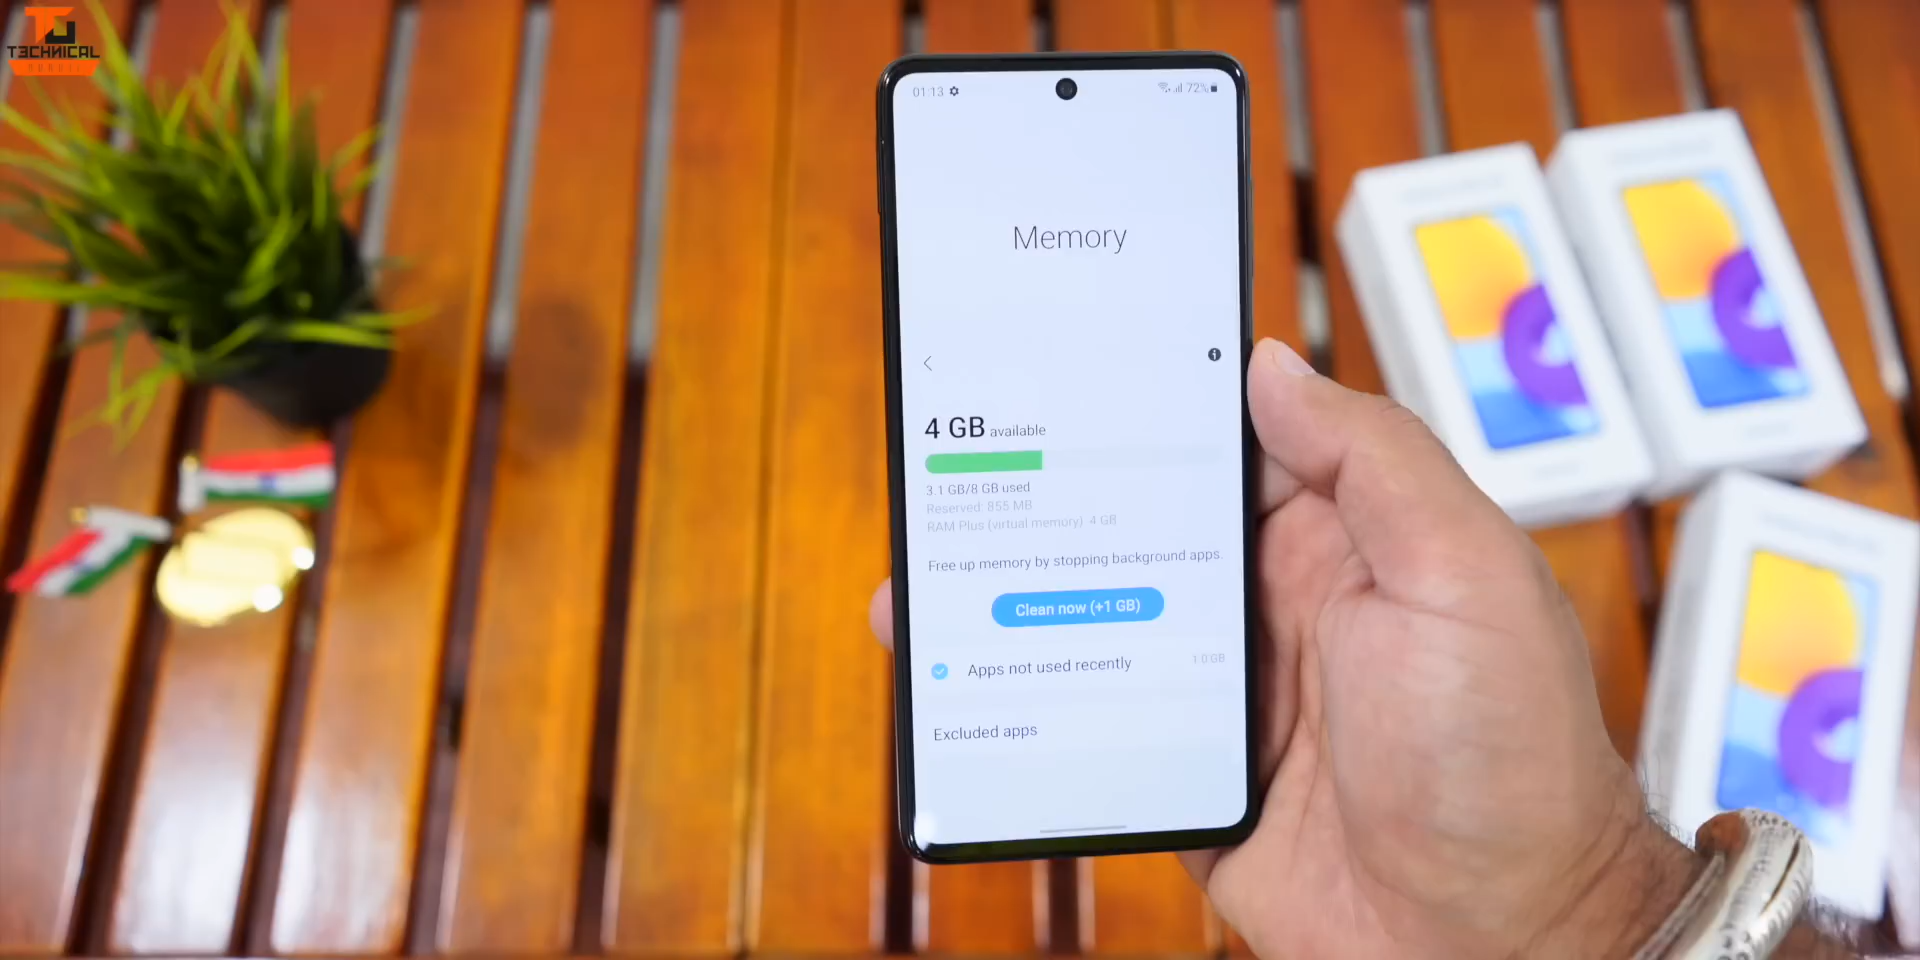 TECHNICAL
01:13
72%
Memory
4 GB available
3.1 GB/8 GB used
Reserved: 855 MB
RAM Plus (virtual memory) 4 GB
Free up memory by stopping background apps.
Clean now (+1 GB)
Apps not used recently
1.0 GB
Excluded apps